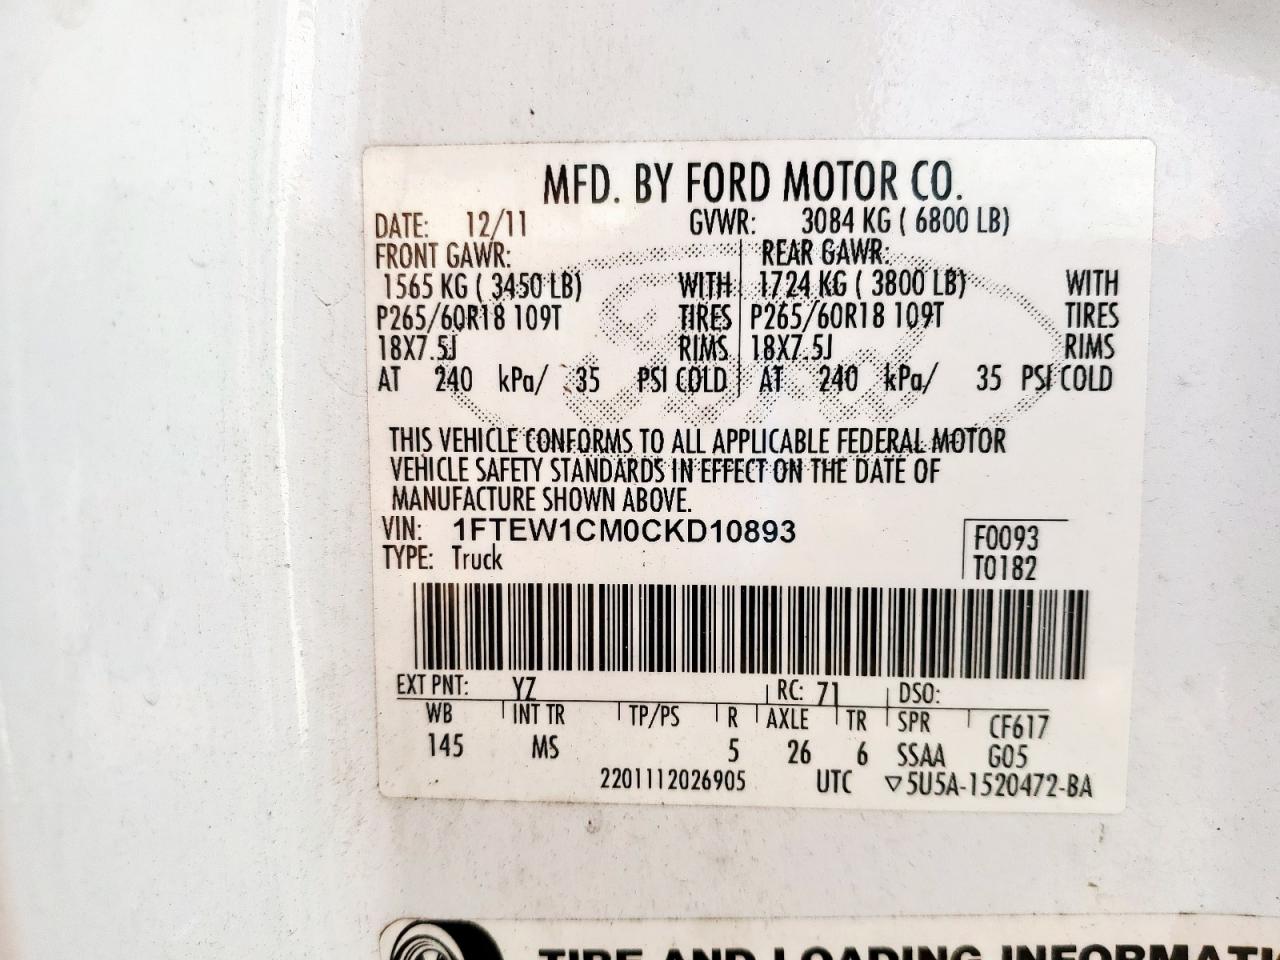 MFD. BY FORD MOTOR CO.
DATE: 12/11 GVWR: 3084 KG ( 6800 LB)
FRONT GAWR: REAR GAWR:
1565 KG ( 3450 LB) WITH 1724 KG ( 3800 LB) WITH
P265/60R18 109T TIRES P265/60R18 109T TIRES
18X7.5J RIMS 18X7.5J RIMS
AT 240 kPa/ 35 PSI COLD AT 240 kPa/ 35 PSI COLD
THIS VEHICLE CONFORMS TO ALL APPLICABLE FEDERAL MOTOR
VEHICLE SAFETY STANDARDS IN EFFECT ON THE DATE OF
MANUFACTURE SHOWN ABOVE.
VIN: 1FTEW1CM0CKD10893 F0093
TYPE: Truck T0182
EXT PNT: YZ RC: 71 DSO:
WB INT TR TP/PS R AXLE TR SPR CF617
145 MS 5 26 6 SSAA G05
2201112026905 UTC ▽5U5A-1520472-BA
TIRE AND LOADING INFORMATI